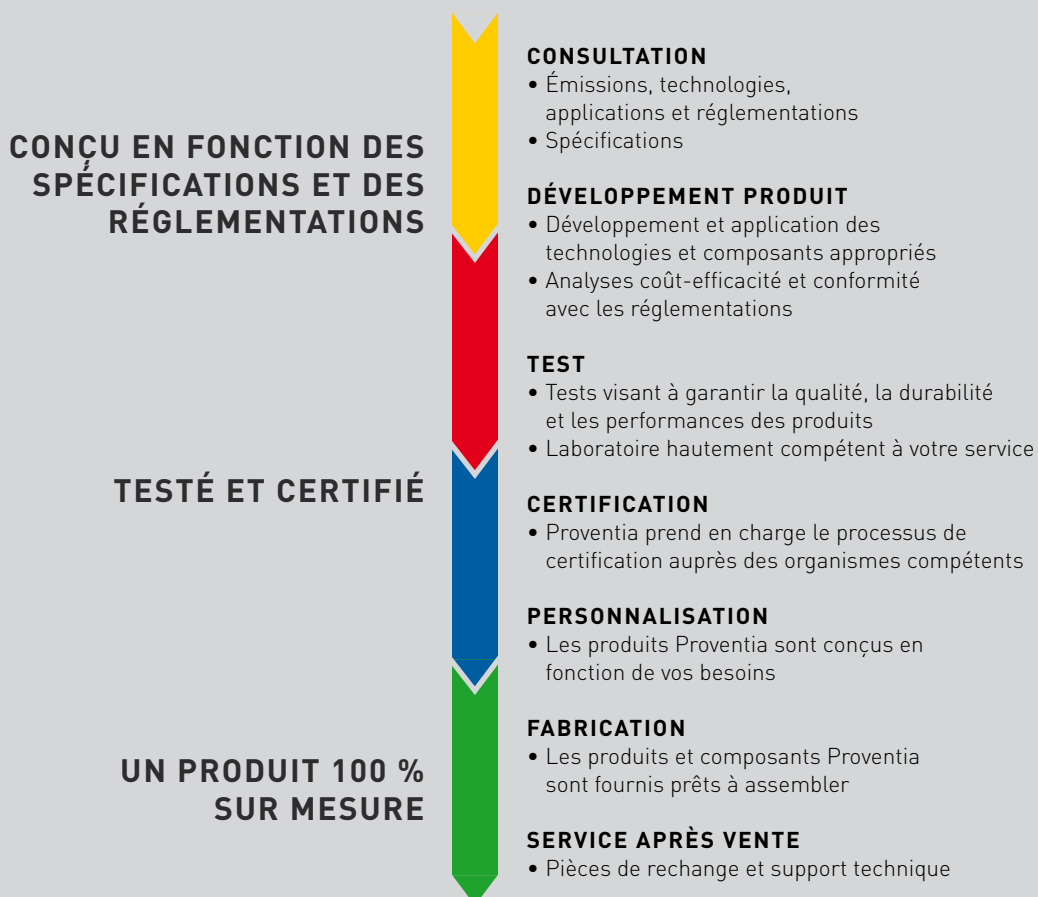 CONÇU EN FONCTION DES
SPÉCIFICATIONS ET DES
RÉGLEMENTATIONS
CONSULTATION
• Émissions, technologies,
applications et réglementations
• Spécifications
DÉVELOPPEMENT PRODUIT
• Développement et application des
technologies et composants appropriés
• Analyses coût-efficacité et conformité
avec les réglementations
TESTÉ ET CERTIFIÉ
TEST
• Tests visant à garantir la qualité, la durabilité
et les performances des produits
• Laboratoire hautement compétent à votre service
CERTIFICATION
• Proventia prend en charge le processus de
certification auprès des organismes compétents
UN PRODUIT 100 %
SUR MESURE
PERSONNALISATION
• Les produits Proventia sont conçus en
fonction de vos besoins
FABRICATION
• Les produits et composants Proventia
sont fournis prêts à assembler
SERVICE APRÈS VENTE
• Pièces de rechange et support technique